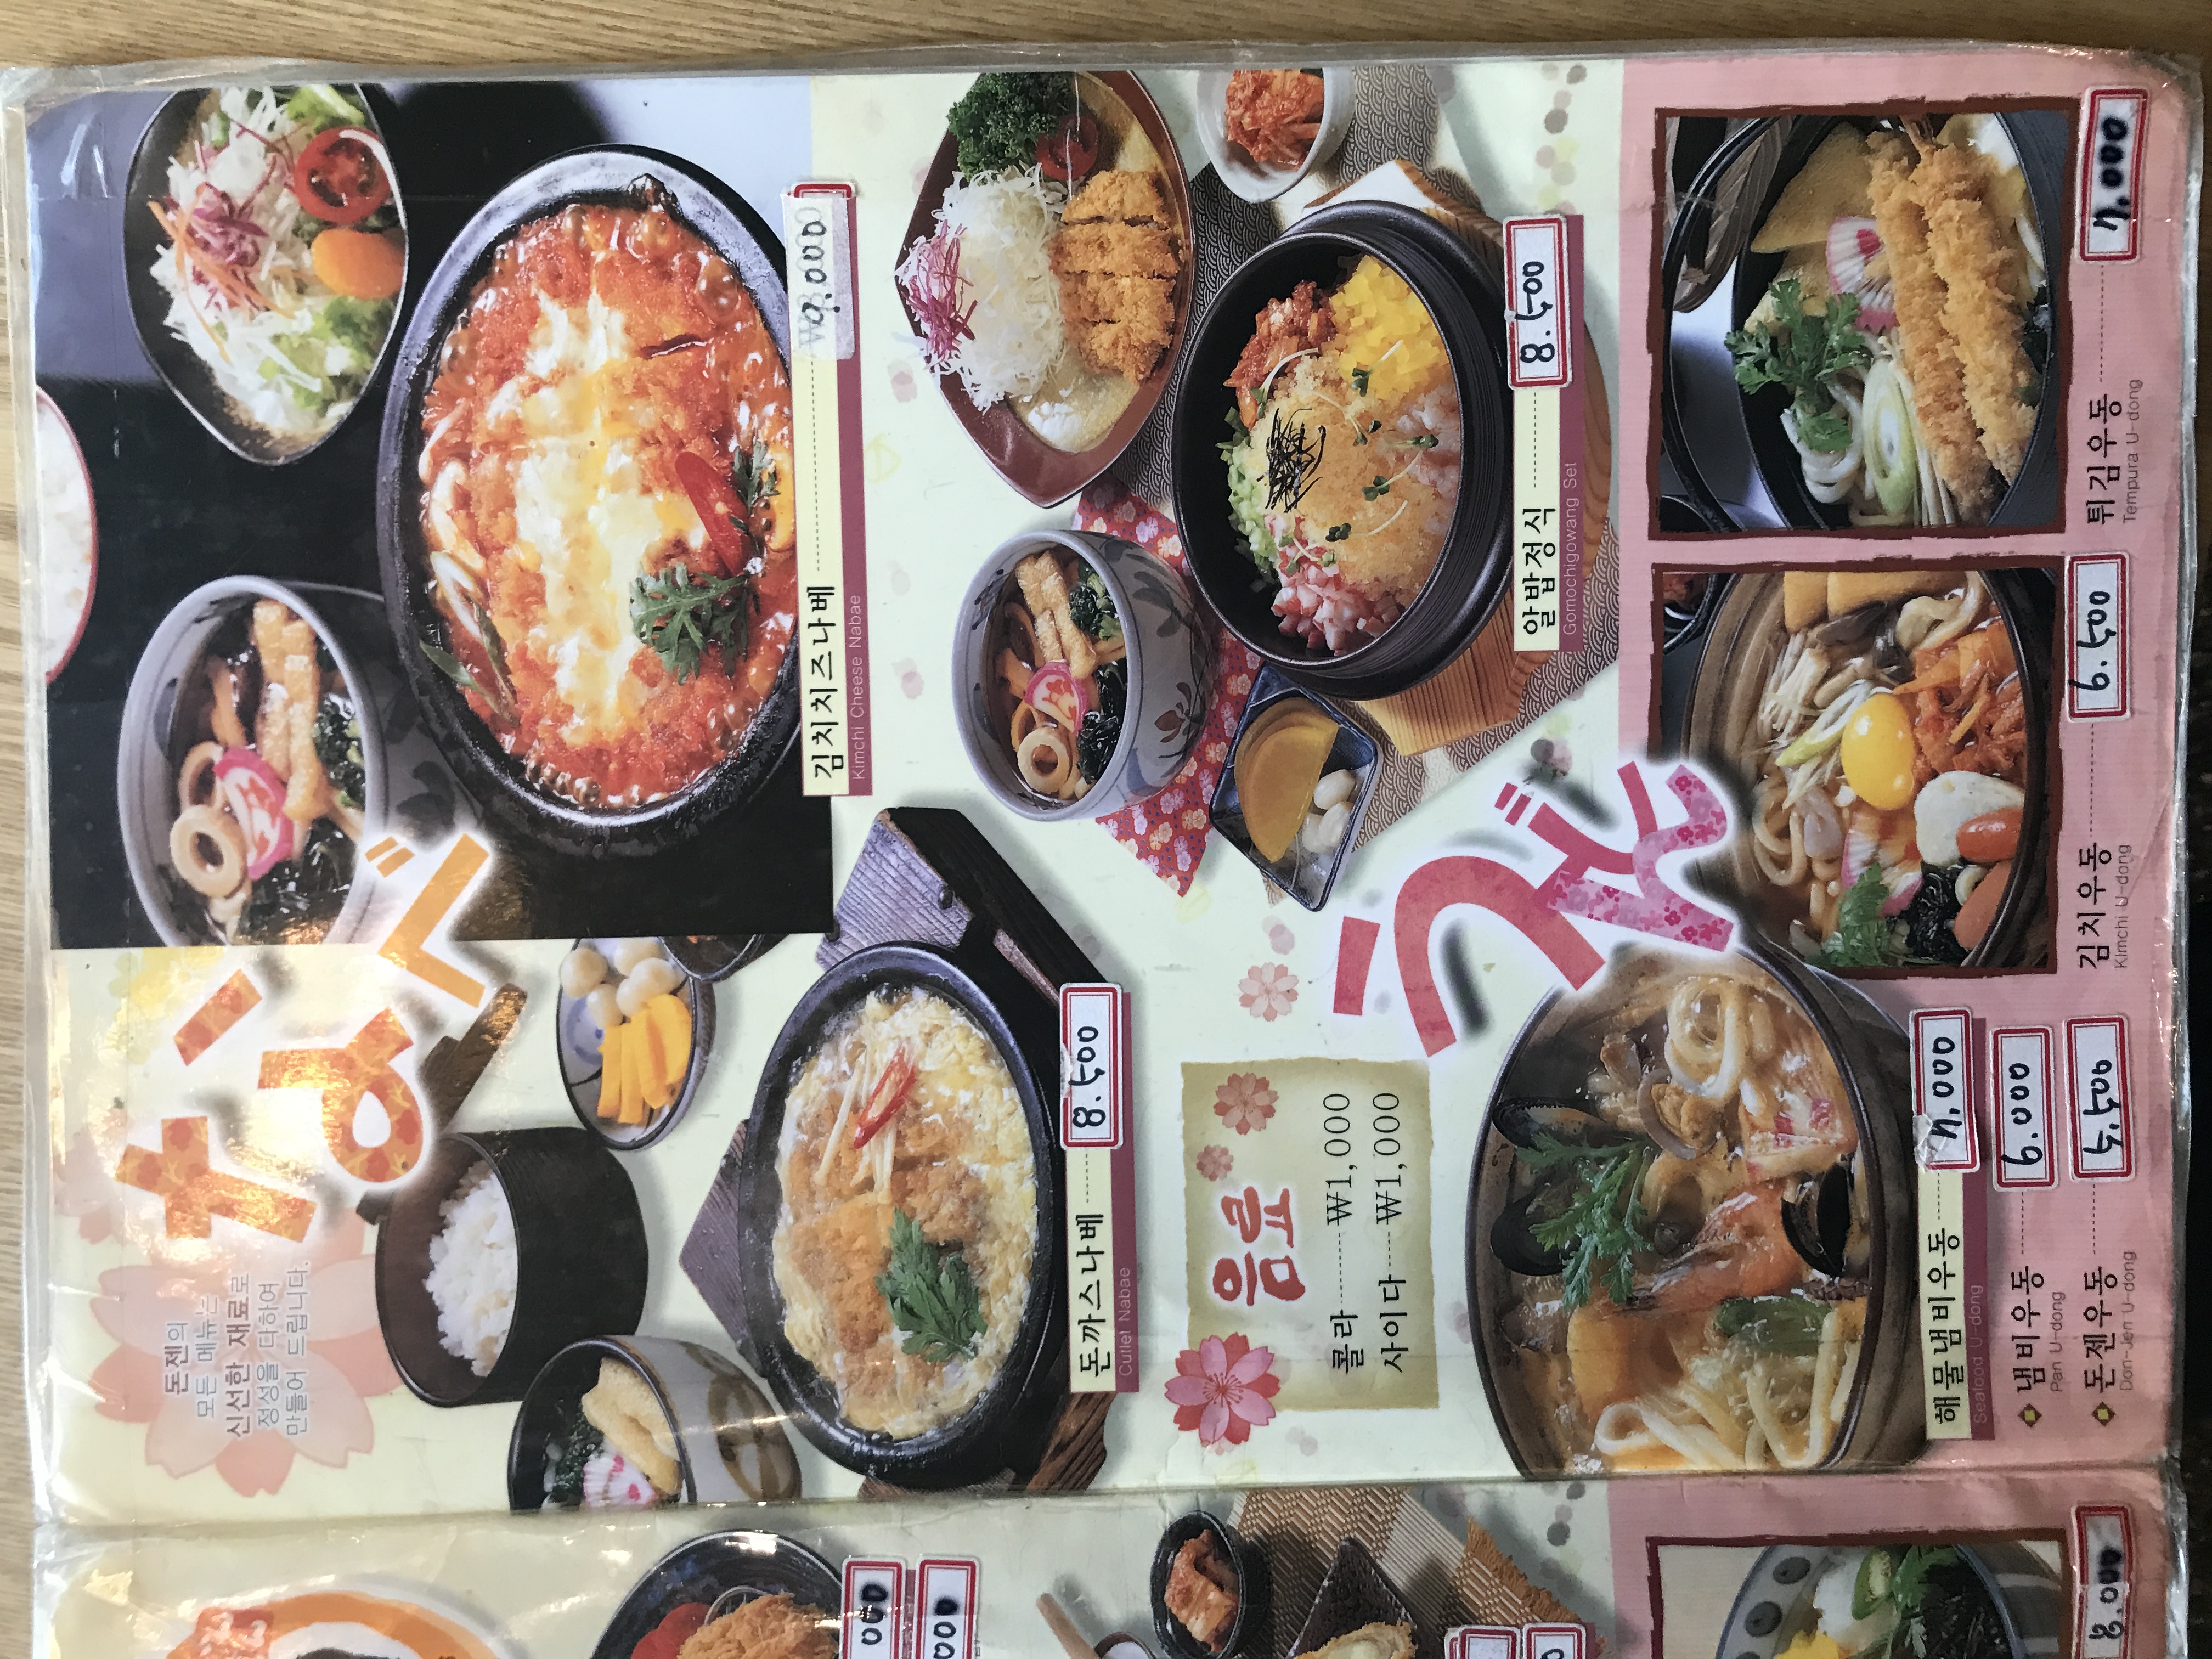 なべ
돈젠의
모든 메뉴는
신선한 재료로
정성을 다하여
만들어 드립니다.
김치치즈나베
Kimchi Cheese Nabae
돈까스나베 8.500
Cutlet Nabae
알밥정식 8.500
Gomochigowang Set
음료
콜라 ₩1,000
사이다 ₩1,000
うどん
해물냄비우동 7,000
Seafood U-dong
냄비우동 6.000
Pan U-dong
돈젠우동 5.500
Don-Jen U-dong
김치우동 6.500
Kimchi U-dong
튀김우동 7.000
Tempura U-dong
000
000
8.000